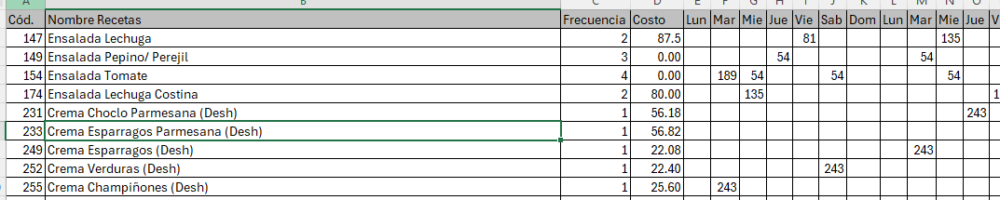 A B C D E F G H I J K L M N O
Cód. Nombre Recetas Frecuencia Costo Lun Mar Mie Jue Vie Sab Dom Lun Mar Mie Jue V
147 Ensalada Lechuga 2 87.5 81 135
149 Ensalada Pepino/ Perejil 3 0.00 54 54
154 Ensalada Tomate 4 0.00 189 54 54 54
174 Ensalada Lechuga Costina 2 80.00 135 1
231 Crema Choclo Parmesana (Desh) 1 56.18 243
233 Crema Esparragos Parmesana (Desh) 1 56.82
249 Crema Esparragos (Desh) 1 22.08 243
252 Crema Verduras (Desh) 1 22.40 243
255 Crema Champiñones (Desh) 1 25.60 243